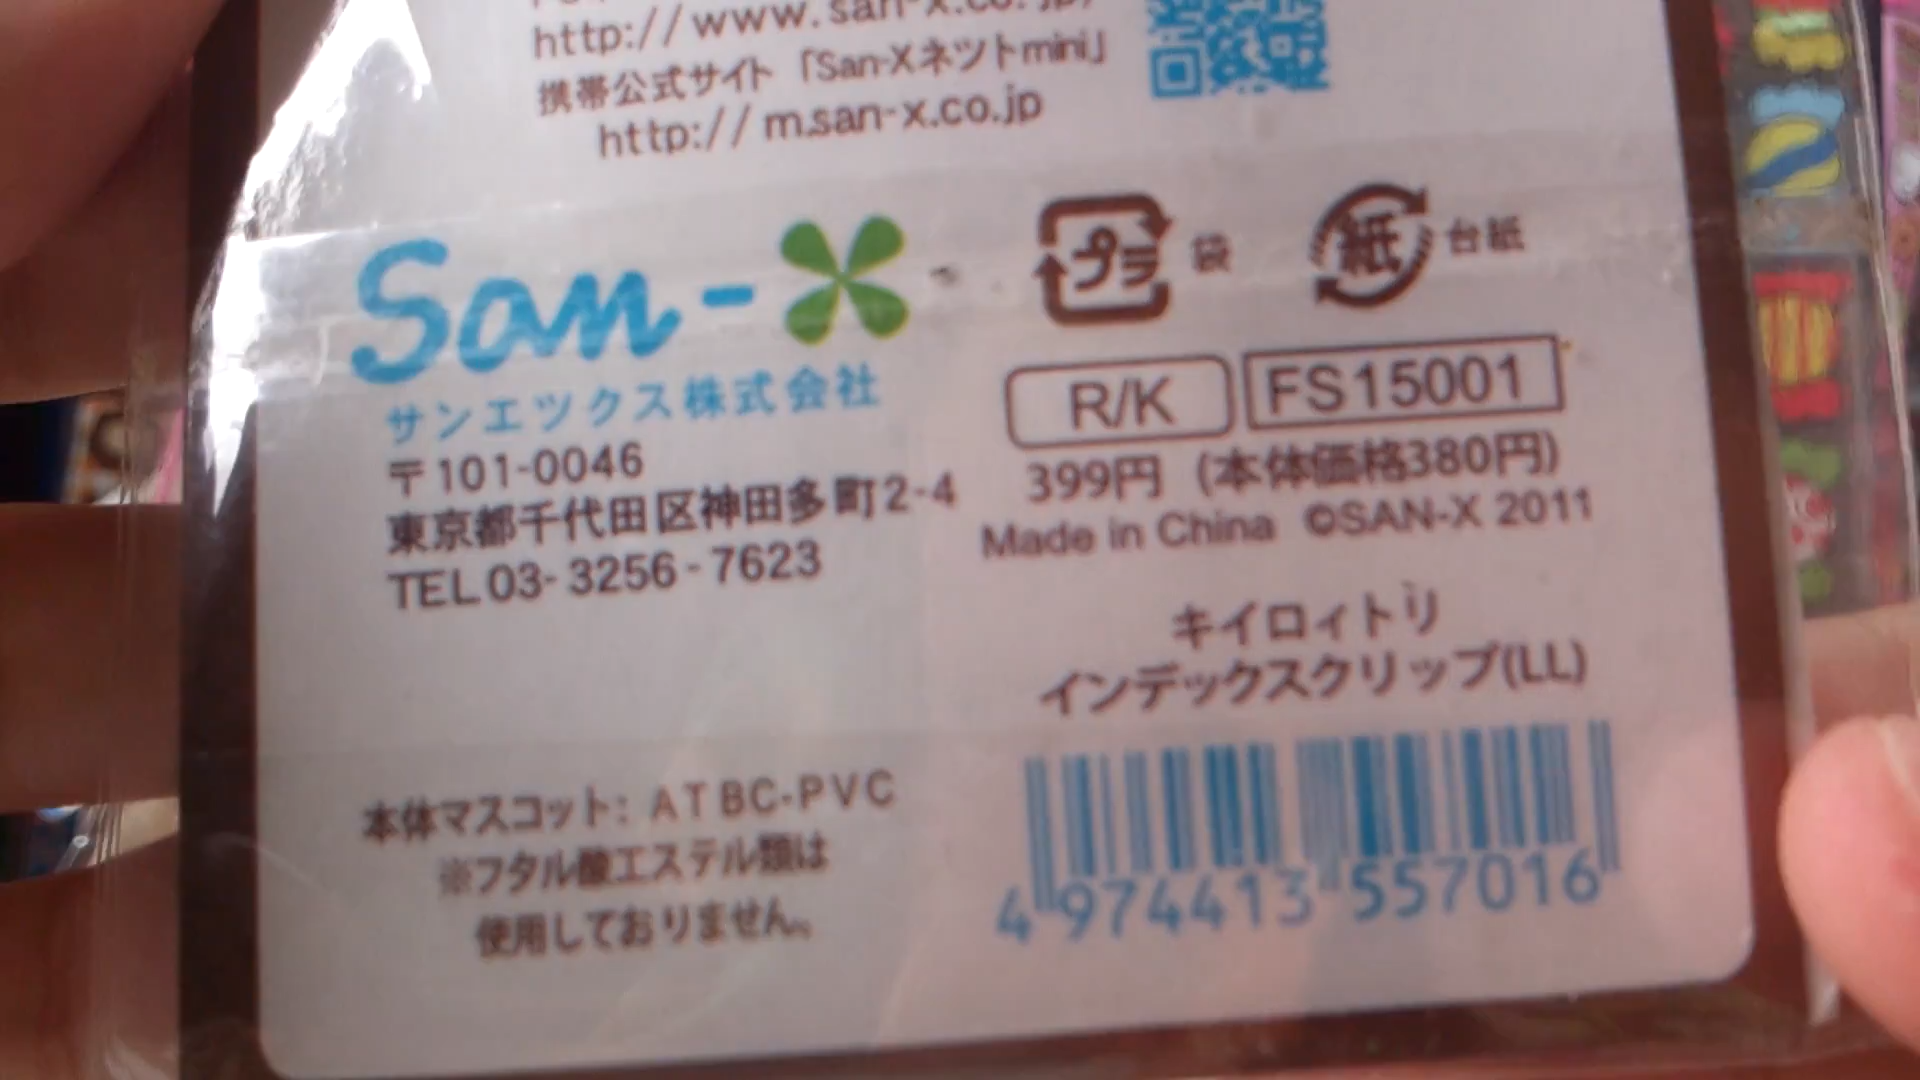 http://www.san-x.co.jp/
携帯公式サイト「San-Xネットmini」
http://m.san-x.co.jp
San-X
サンエックス株式会社
〒101-0046
東京都千代田区神田多町2-4
TEL03-3256-7623
プラ 袋
紙 台紙
R/K FS15001
399円 (本体価格380円)
Made in China ©SAN-X 2011
キイロイトリ
インデックスクリップ(LL)
4 974413 557016
本体マスコット: ATBC-PVC
※フタル酸エステル類は
使用しておりません。